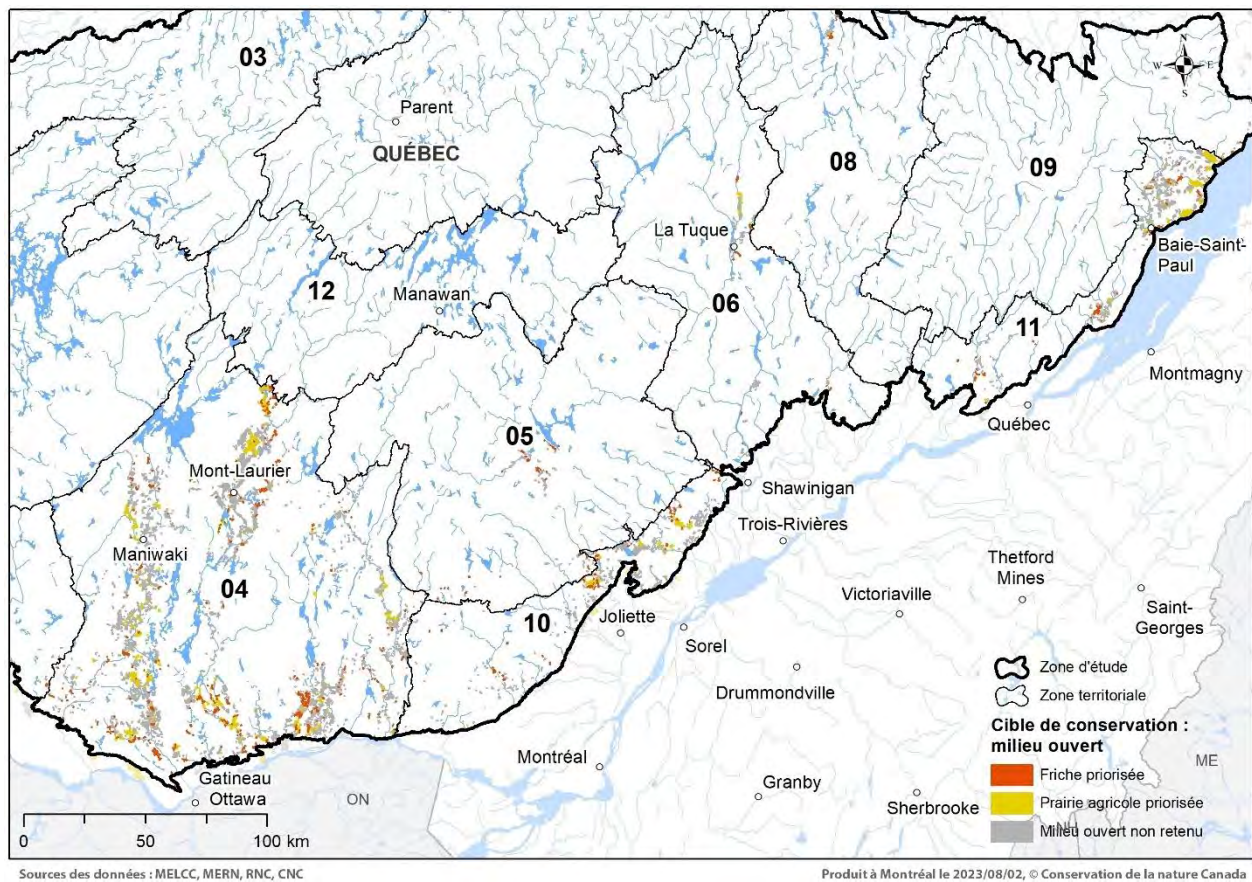 03
Parent
QUÉBEC
N
W
E
S
08
09
La Tuque
Baie-Saint-
Paul
12
Manawan
06
11
Montmagny
Québec
05
Mont-Laurier
Shawinigan
Trois-Rivières
Maniwaki
04
Thetford
Mines
Victoriaville
Saint-
Georges
10
Joliette
Sorel
Drummondville
Zone d'étude
Zone territoriale
Cible de conservation :
milieu ouvert
Friche priorisée
Prairie agricole priorisée
Milieu ouvert non retenu
Montréal
Granby
Sherbrooke
ME
Gatineau
Ottawa
ON
0 50 100 km
Sources des données : MELCC, MERN, RNC, CNC
Produit à Montréal le 2023/08/02, © Conservation de la nature Canada